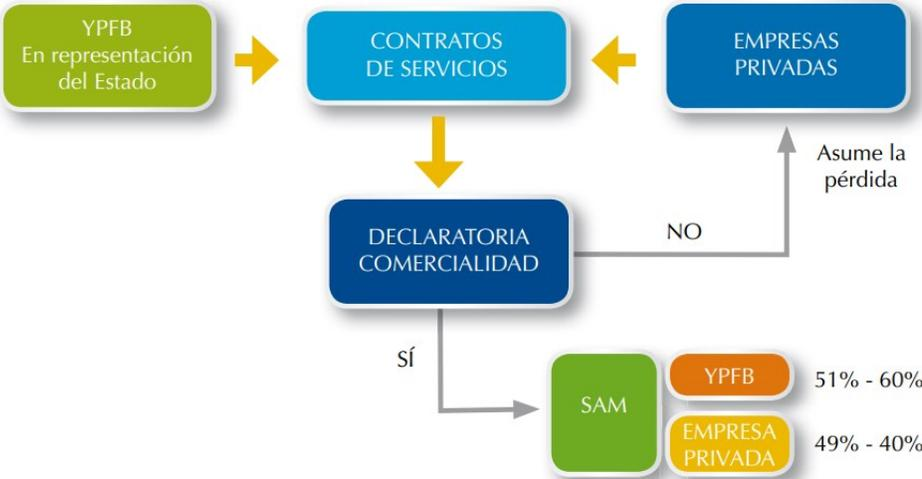 YPFB
En representación
del Estado
CONTRATOS
DE SERVICIOS
EMPRESAS
PRIVADAS
Asume la
pérdida
DECLARATORIA
COMERCIALIDAD
NO
SÍ
SAM
YPFB
51% - 60%
EMPRESA
PRIVADA
49% - 40%